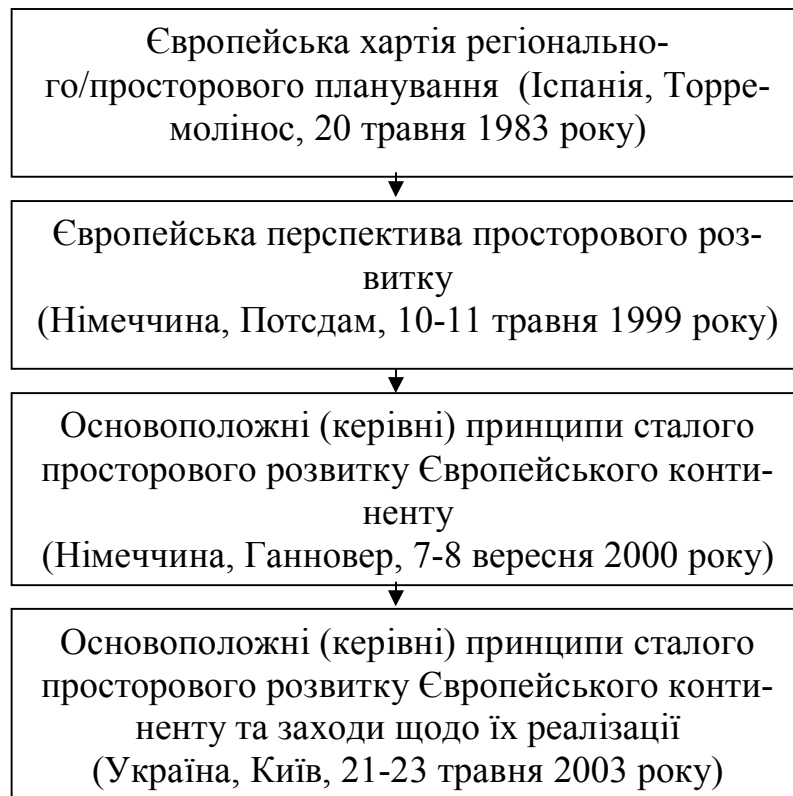 Європейська хартія регіонально-
го/просторового планування (Іспанія, Торре-
молінос, 20 травня 1983 року)
Європейська перспектива просторового роз-
витку
(Німеччина, Потсдам, 10-11 травня 1999 року)
Основоположні (керівні) принципи сталого
просторового розвитку Європейського конти-
ненту
(Німеччина, Ганновер, 7-8 вересня 2000 року)
Основоположні (керівні) принципи сталого
просторового розвитку Європейського конти-
ненту та заходи щодо їх реалізації
(Україна, Київ, 21-23 травня 2003 року)